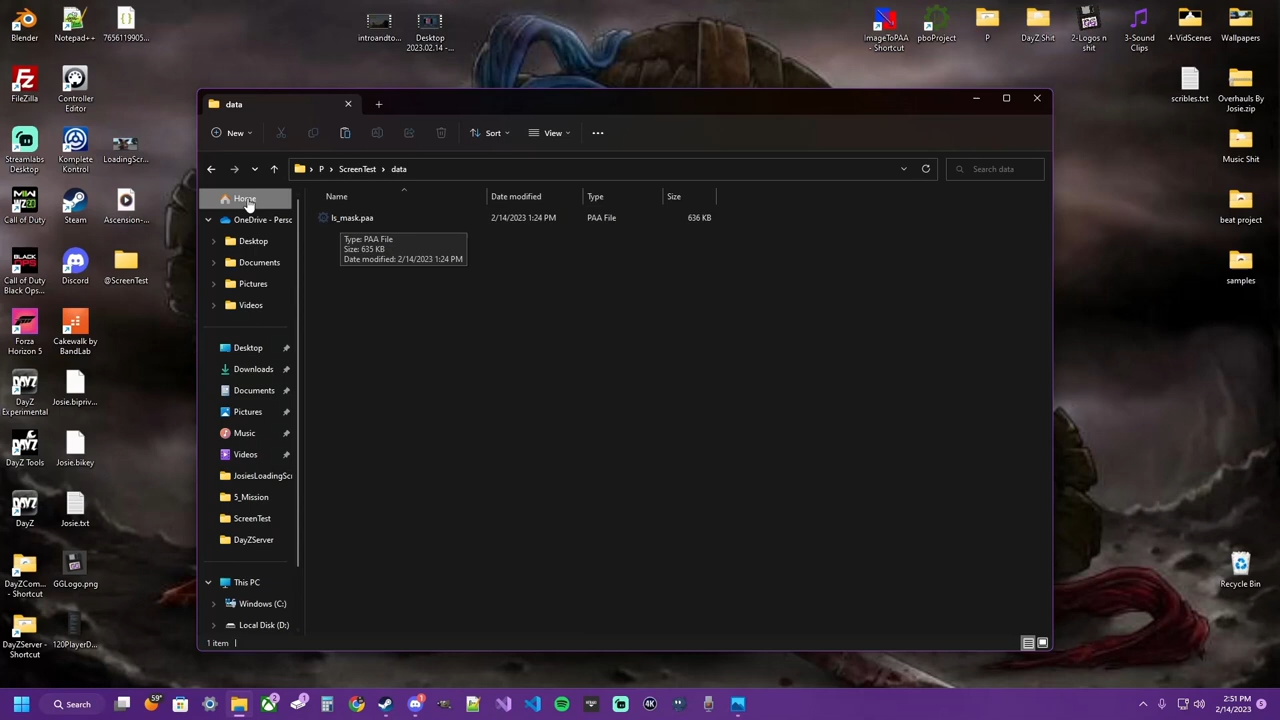 Blender
Notepad++
7656119905...
introandto...
Desktop
2023.02.14 -...
ImageToPAA
- Shortcut
pboProject
P
DayZ Shit
2-Logos n
shit
3-Sound
Clips
4-VidScenes
Wallpapers
FileZilla
Controller
Editor
scribles.txt
Overhauls By
Josie.zip
Streamlabs
Desktop
Komplete
Kontrol
LoadingScr...
Music Shit
Call of Duty
Steam
Ascension-...
beat project
Call of Duty
Black Ops...
Discord
@ScreenTest
samples
Forza
Horizon 5
Cakewalk by
BandLab
DayZ
Experimental
Josie.bipriv...
DayZ Tools
Josie.bikey
DayZ
Josie.txt
DayZCom...
- Shortcut
GGLogo.png
DayZServer -
Shortcut
120PlayerD...
Recycle Bin
data
New
Sort
View
P
ScreenTest
data
Search data
Home
OneDrive - Perso
Desktop
Documents
Pictures
Videos
Desktop
Downloads
Documents
Pictures
Music
Videos
JosiesLoadingScr
5_Mission
ScreenTest
DayZServer
This PC
Windows (C:)
Local Disk (D:)
Name
Date modified
Type
Size
ls_mask.paa
2/14/2023 1:24 PM
PAA File
636 KB
Type: PAA File
Size: 635 KB
Date modified: 2/14/2023 1:24 PM
1 item
Search
59°
2:51 PM
2/14/2023